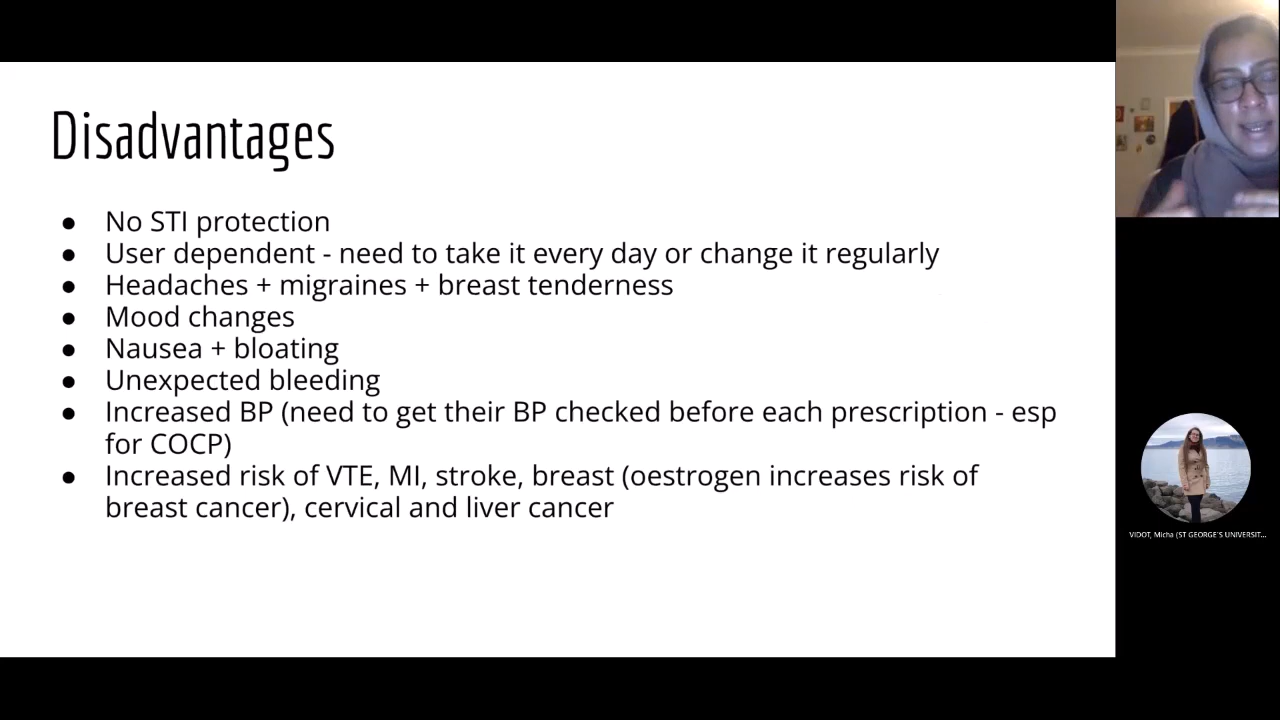 Disadvantages
● No STI protection
● User dependent - need to take it every day or change it regularly
● Headaches + migraines + breast tenderness
● Mood changes
● Nausea + bloating
● Unexpected bleeding
● Increased BP (need to get their BP checked before each prescription - esp
for COCP)
● Increased risk of VTE, MI, stroke, breast (oestrogen increases risk of
breast cancer), cervical and liver cancer
VIDOT, Micha (ST GEORGE'S UNIVERSIT...